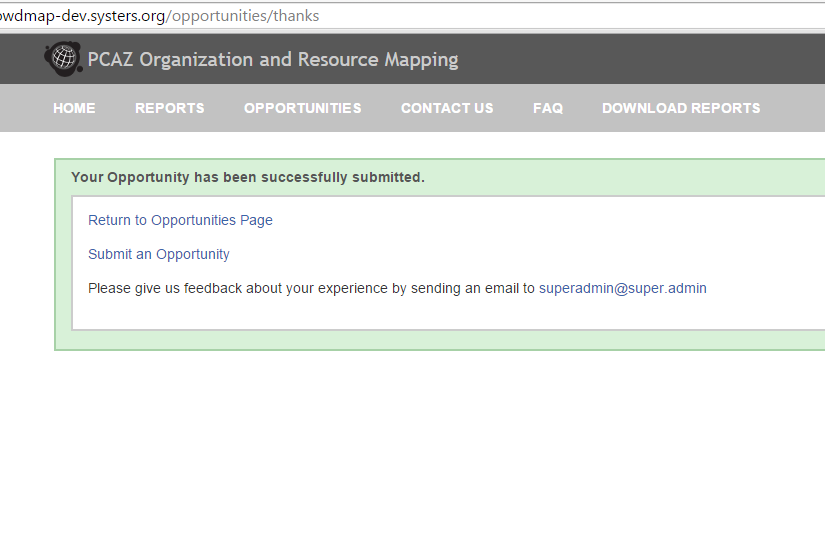 owdmap-dev.systers.org/opportunities/thanks
PCAZ Organization and Resource Mapping
HOME REPORTS OPPORTUNITIES CONTACT US FAQ DOWNLOAD REPORTS
Your Opportunity has been successfully submitted.
Return to Opportunities Page
Submit an Opportunity
Please give us feedback about your experience by sending an email to superadmin@super.admin